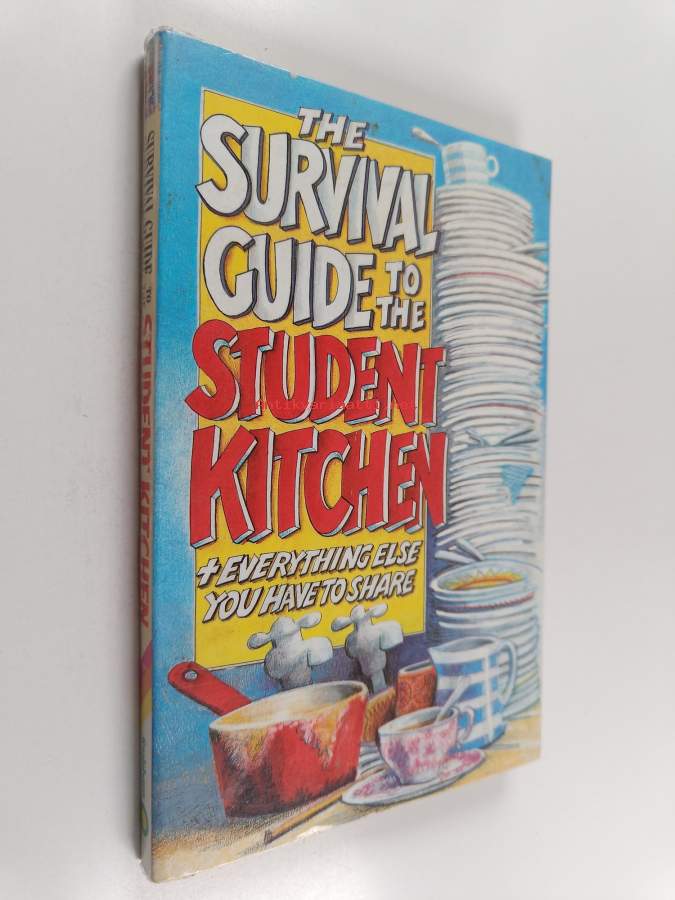 THE
SURVIVAL
GUIDE TO
THE
STUDENT
KITCHEN
+EVERYTHING ELSE
YOU HAVE TO SHARE
SURVIVAL GUIDE TO THE STUDENT KITCHEN